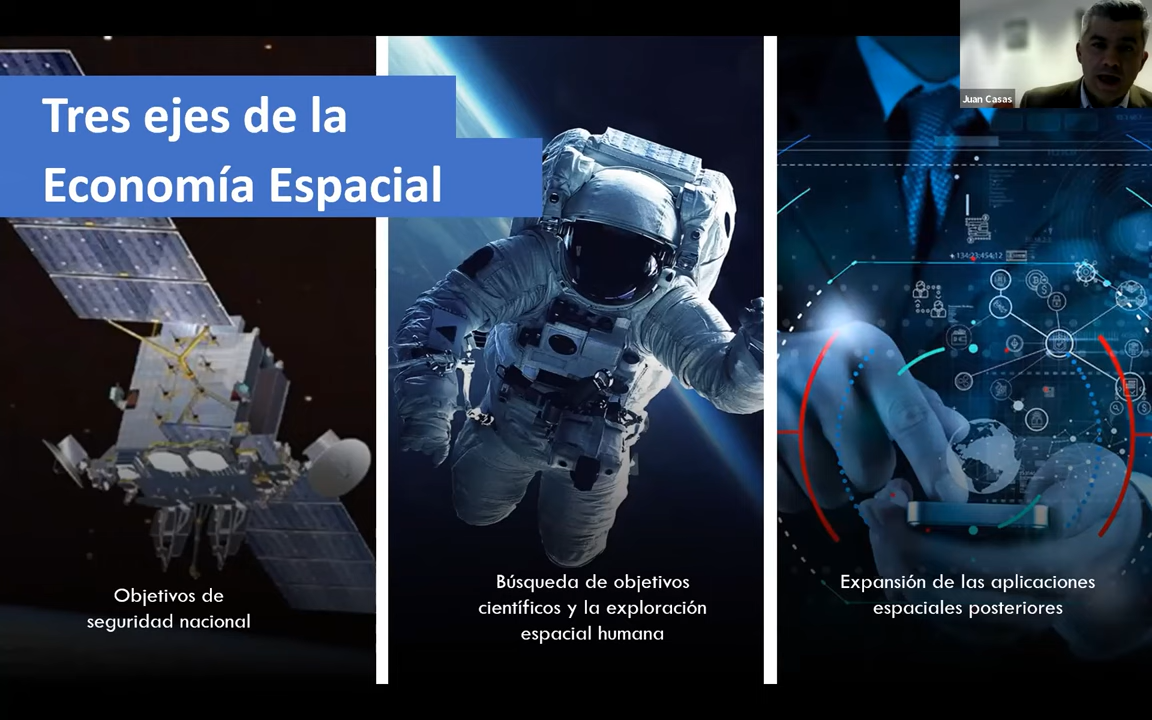 Tres ejes de la
Economía Espacial
Juan Casas
Objetivos de
seguridad nacional
Búsqueda de objetivos
científicos y la exploración
espacial humana
Expansión de las aplicaciones
espaciales posteriores